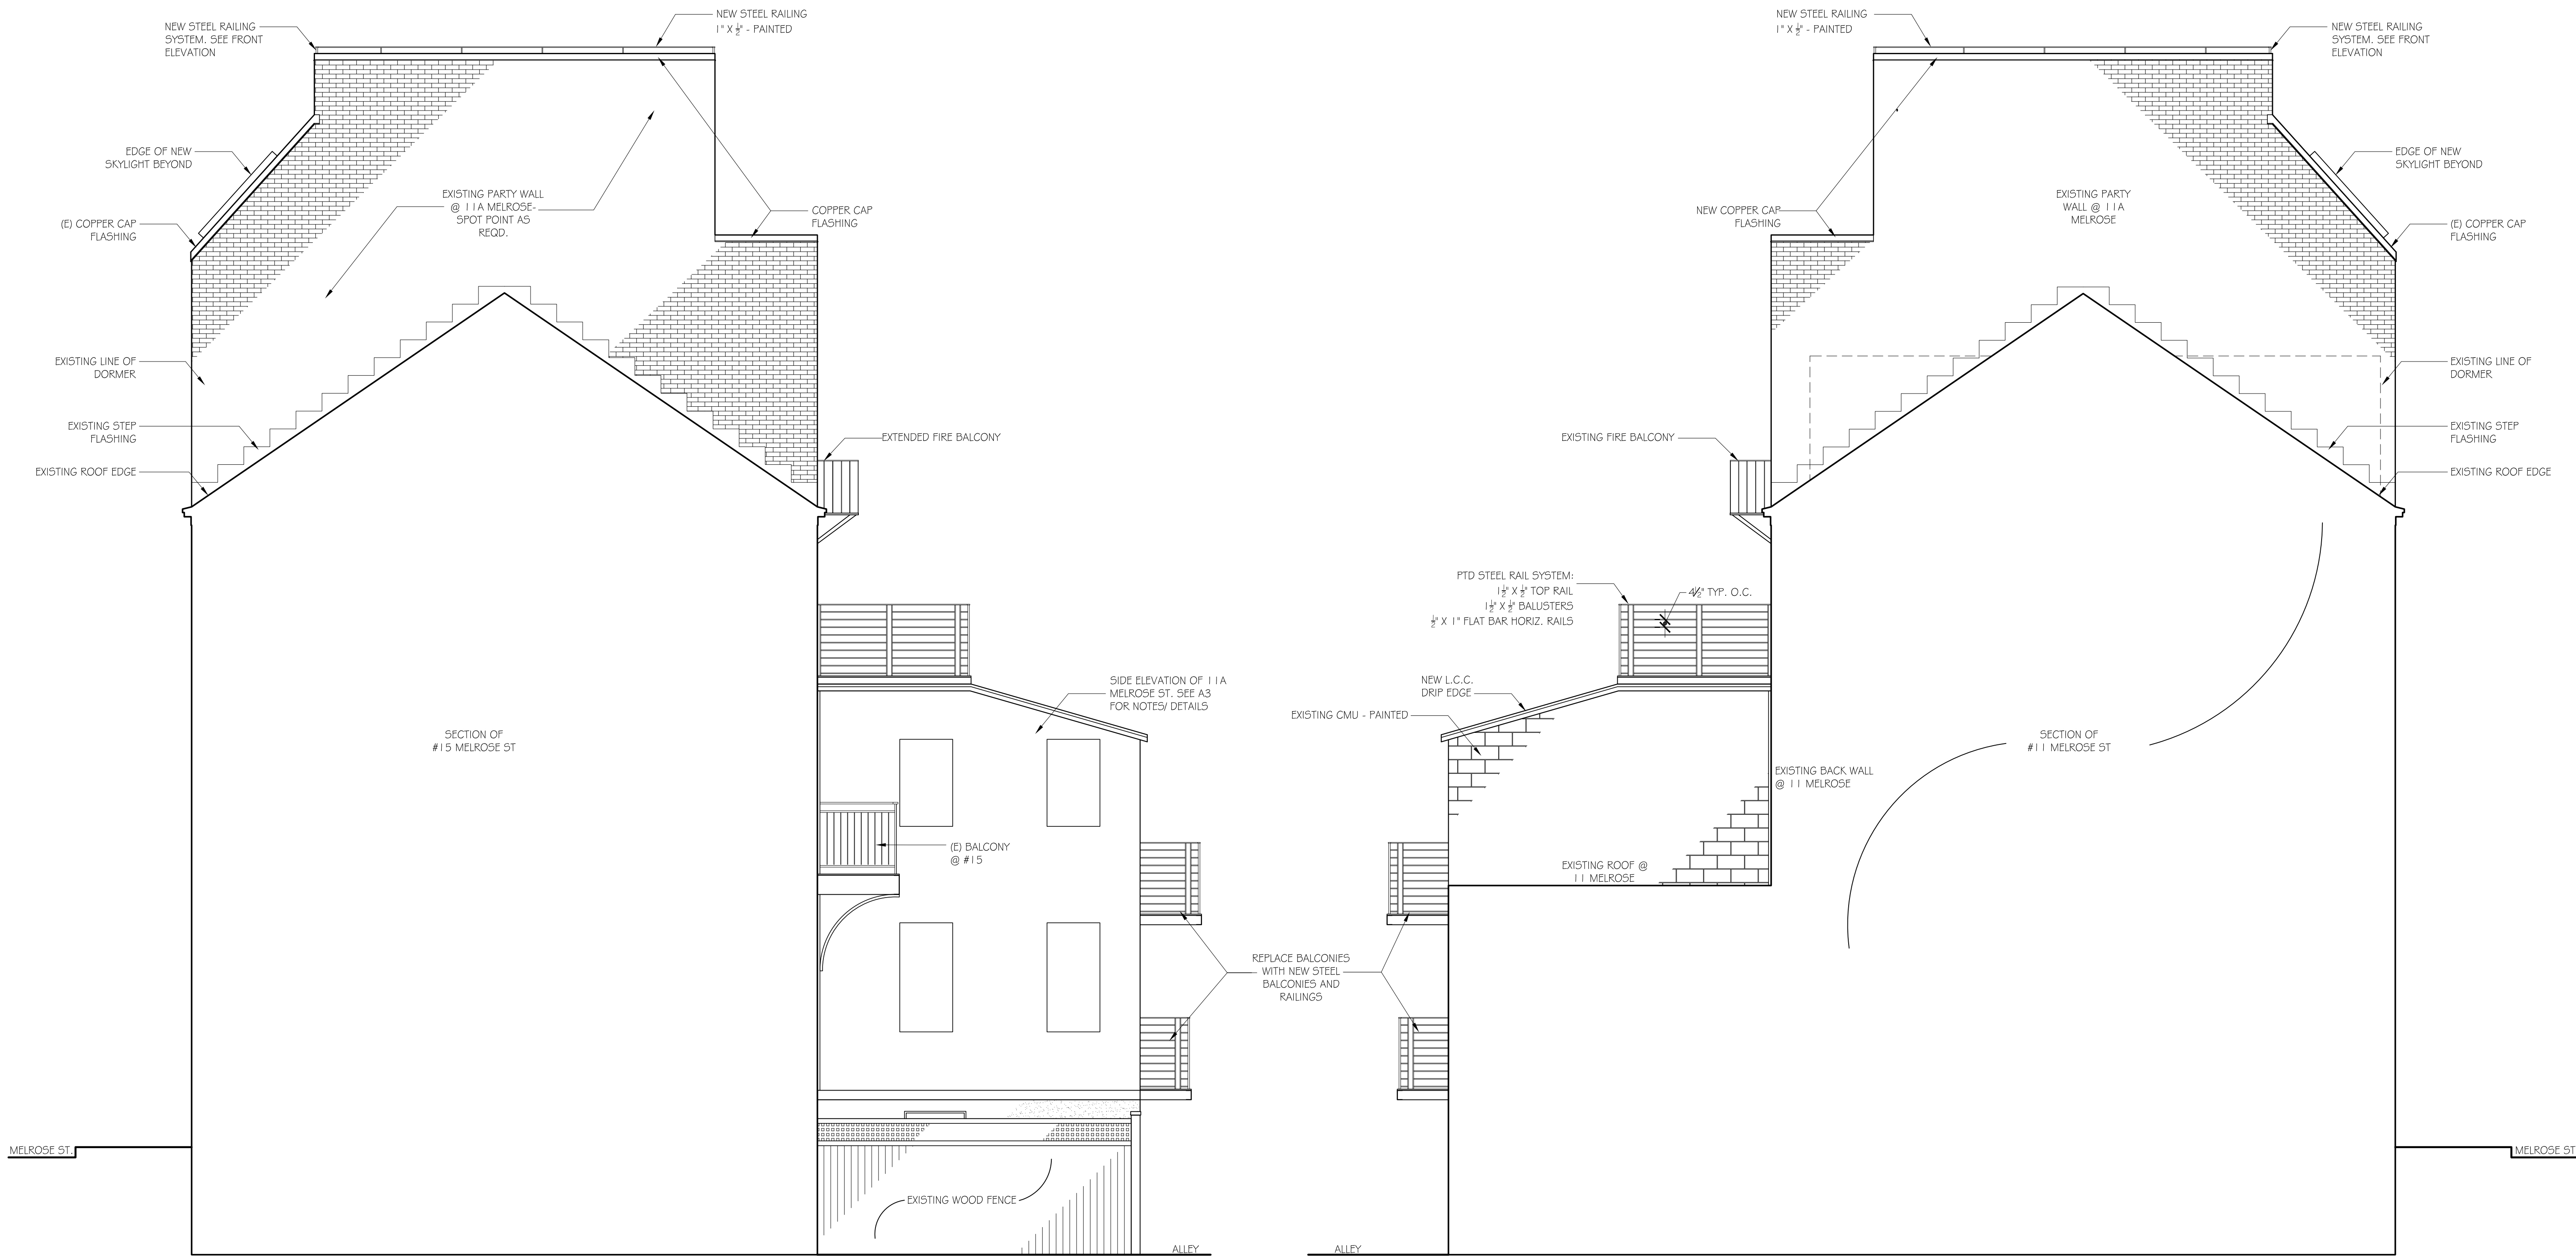 NEW STEEL RAILING
SYSTEM. SEE FRONT
ELEVATION
NEW STEEL RAILING
1" X ½" - PAINTED
EDGE OF NEW
SKYLIGHT BEYOND
(E) COPPER CAP
FLASHING
EXISTING PARTY WALL
@ 11A MELROSE-
SPOT POINT AS
REQD.
COPPER CAP
FLASHING
EXISTING LINE OF
DORMER
EXISTING STEP
FLASHING
EXISTING ROOF EDGE
EXTENDED FIRE BALCONY
SIDE ELEVATION OF 11A
MELROSE ST. SEE A3
FOR NOTES/ DETAILS
SECTION OF
#15 MELROSE ST
(E) BALCONY
@ #15
REPLACE BALCONIES
WITH NEW STEEL
BALCONIES AND
RAILINGS
EXISTING WOOD FENCE
MELROSE ST.
ALLEY
NEW STEEL RAILING
1" X ½" - PAINTED
NEW STEEL RAILING
SYSTEM. SEE FRONT
ELEVATION
EDGE OF NEW
SKYLIGHT BEYOND
NEW COPPER CAP
FLASHING
EXISTING PARTY
WALL @ 11A
MELROSE
(E) COPPER CAP
FLASHING
EXISTING LINE OF
DORMER
EXISTING STEP
FLASHING
EXISTING FIRE BALCONY
EXISTING ROOF EDGE
PTD STEEL RAIL SYSTEM:
1½" X ½" TOP RAIL
1½" X ½" BALUSTERS
½" X 1" FLAT BAR HORIZ. RAILS
4½" TYP. O.C.
NEW L.C.C.
DRIP EDGE
EXISTING CMU - PAINTED
SECTION OF
#11 MELROSE ST
EXISTING BACK WALL
@ 11 MELROSE
EXISTING ROOF @
11 MELROSE
ALLEY
MELROSE ST